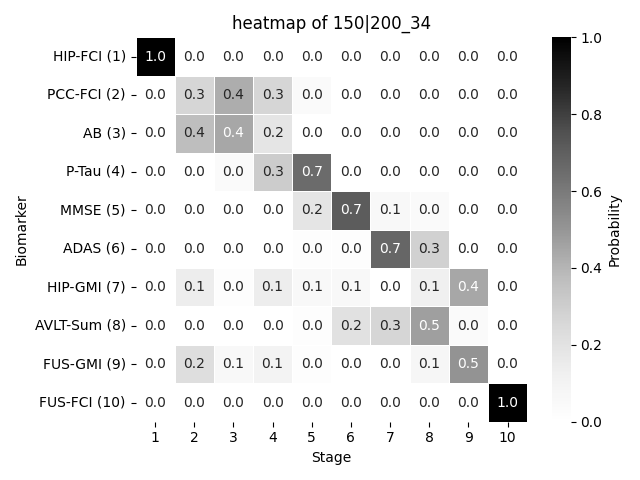 heatmap of 150|200_34
HIP-FCI (1) 1.0 0.0 0.0 0.0 0.0 0.0 0.0 0.0 0.0 0.0
PCC-FCI (2) 0.0 0.3 0.4 0.3 0.0 0.0 0.0 0.0 0.0 0.0
AB (3) 0.0 0.4 0.4 0.2 0.0 0.0 0.0 0.0 0.0 0.0
P-Tau (4) 0.0 0.0 0.0 0.3 0.7 0.0 0.0 0.0 0.0 0.0
MMSE (5) 0.0 0.0 0.0 0.0 0.2 0.7 0.1 0.0 0.0 0.0
ADAS (6) 0.0 0.0 0.0 0.0 0.0 0.0 0.7 0.3 0.0 0.0
HIP-GMI (7) 0.0 0.1 0.0 0.1 0.1 0.1 0.0 0.1 0.4 0.0
AVLT-Sum (8) 0.0 0.0 0.0 0.0 0.0 0.2 0.3 0.5 0.0 0.0
FUS-GMI (9) 0.0 0.2 0.1 0.1 0.0 0.0 0.0 0.1 0.5 0.0
FUS-FCI (10) 0.0 0.0 0.0 0.0 0.0 0.0 0.0 0.0 0.0 1.0
1 2 3 4 5 6 7 8 9 10
Stage
Biomarker
1.0
0.8
0.6
0.4
0.2
0.0
Probability